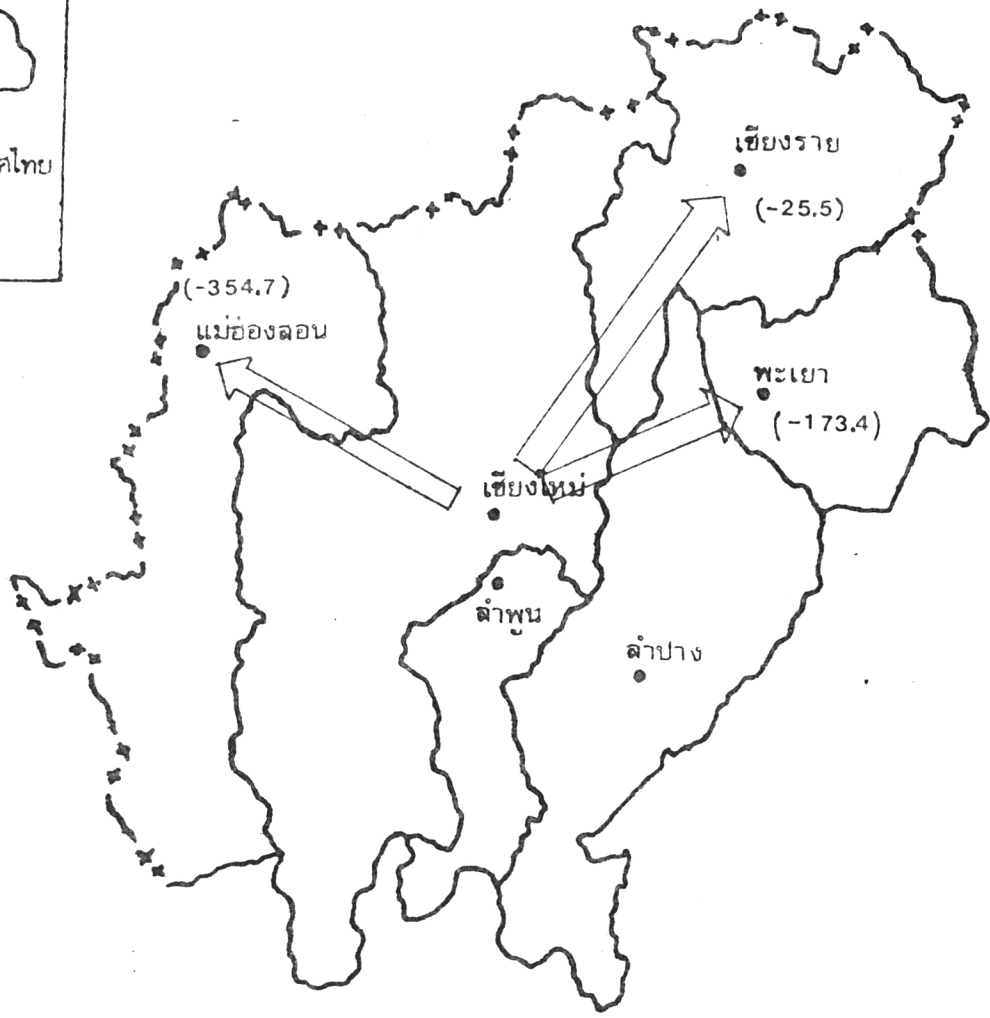 เชียงราย
(-25.5)
ศไทย
(-354.7)
แม่ฮ่องสอน
พะเยา
(-173.4)
เชียงใหม่
ลำพูน
ลำปาง